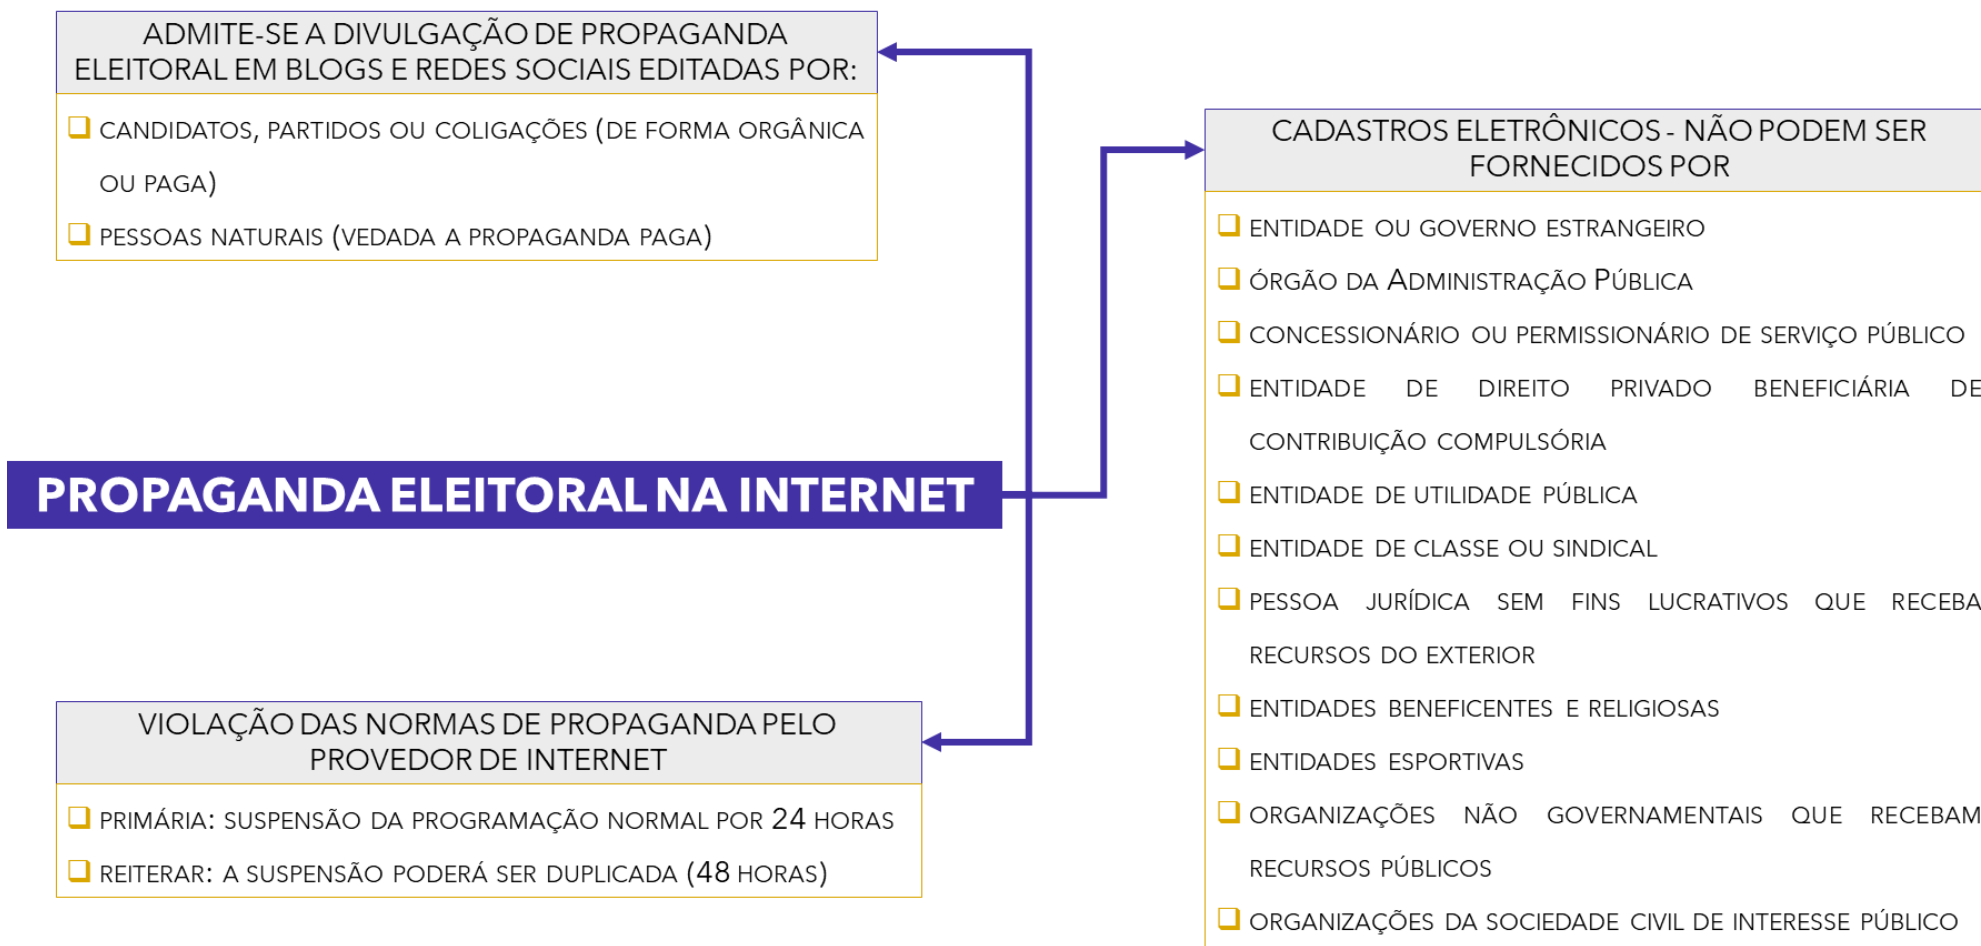 ADMITE-SE A DIVULGAÇÃO DE PROPAGANDA
ELEITORAL EM BLOGS E REDES SOCIAIS EDITADAS POR:
CANDIDATOS, PARTIDOS OU COLIGAÇÕES (DE FORMA ORGÂNICA
OU PAGA)
PESSOAS NATURAIS (VEDADA A PROPAGANDA PAGA)
PROPAGANDA ELEITORAL NA INTERNET
VIOLAÇÃO DAS NORMAS DE PROPAGANDA PELO
PROVEDOR DE INTERNET
PRIMÁRIA: SUSPENSÃO DA PROGRAMAÇÃO NORMAL POR 24 HORAS
REITERAR: A SUSPENSÃO PODERÁ SER DUPLICADA (48 HORAS)
CADASTROS ELETRÔNICOS - NÃO PODEM SER
FORNECIDOS POR
ENTIDADE OU GOVERNO ESTRANGEIRO
ÓRGÃO DA ADMINISTRAÇÃO PÚBLICA
CONCESSIONÁRIO OU PERMISSIONÁRIO DE SERVIÇO PÚBLICO
ENTIDADE DE DIREITO PRIVADO BENEFICIÁRIA DE
CONTRIBUIÇÃO COMPULSÓRIA
ENTIDADE DE UTILIDADE PÚBLICA
ENTIDADE DE CLASSE OU SINDICAL
PESSOA JURÍDICA SEM FINS LUCRATIVOS QUE RECEBA
RECURSOS DO EXTERIOR
ENTIDADES BENEFICENTES E RELIGIOSAS
ENTIDADES ESPORTIVAS
ORGANIZAÇÕES NÃO GOVERNAMENTAIS QUE RECEBAM
RECURSOS PÚBLICOS
ORGANIZAÇÕES DA SOCIEDADE CIVIL DE INTERESSE PÚBLICO